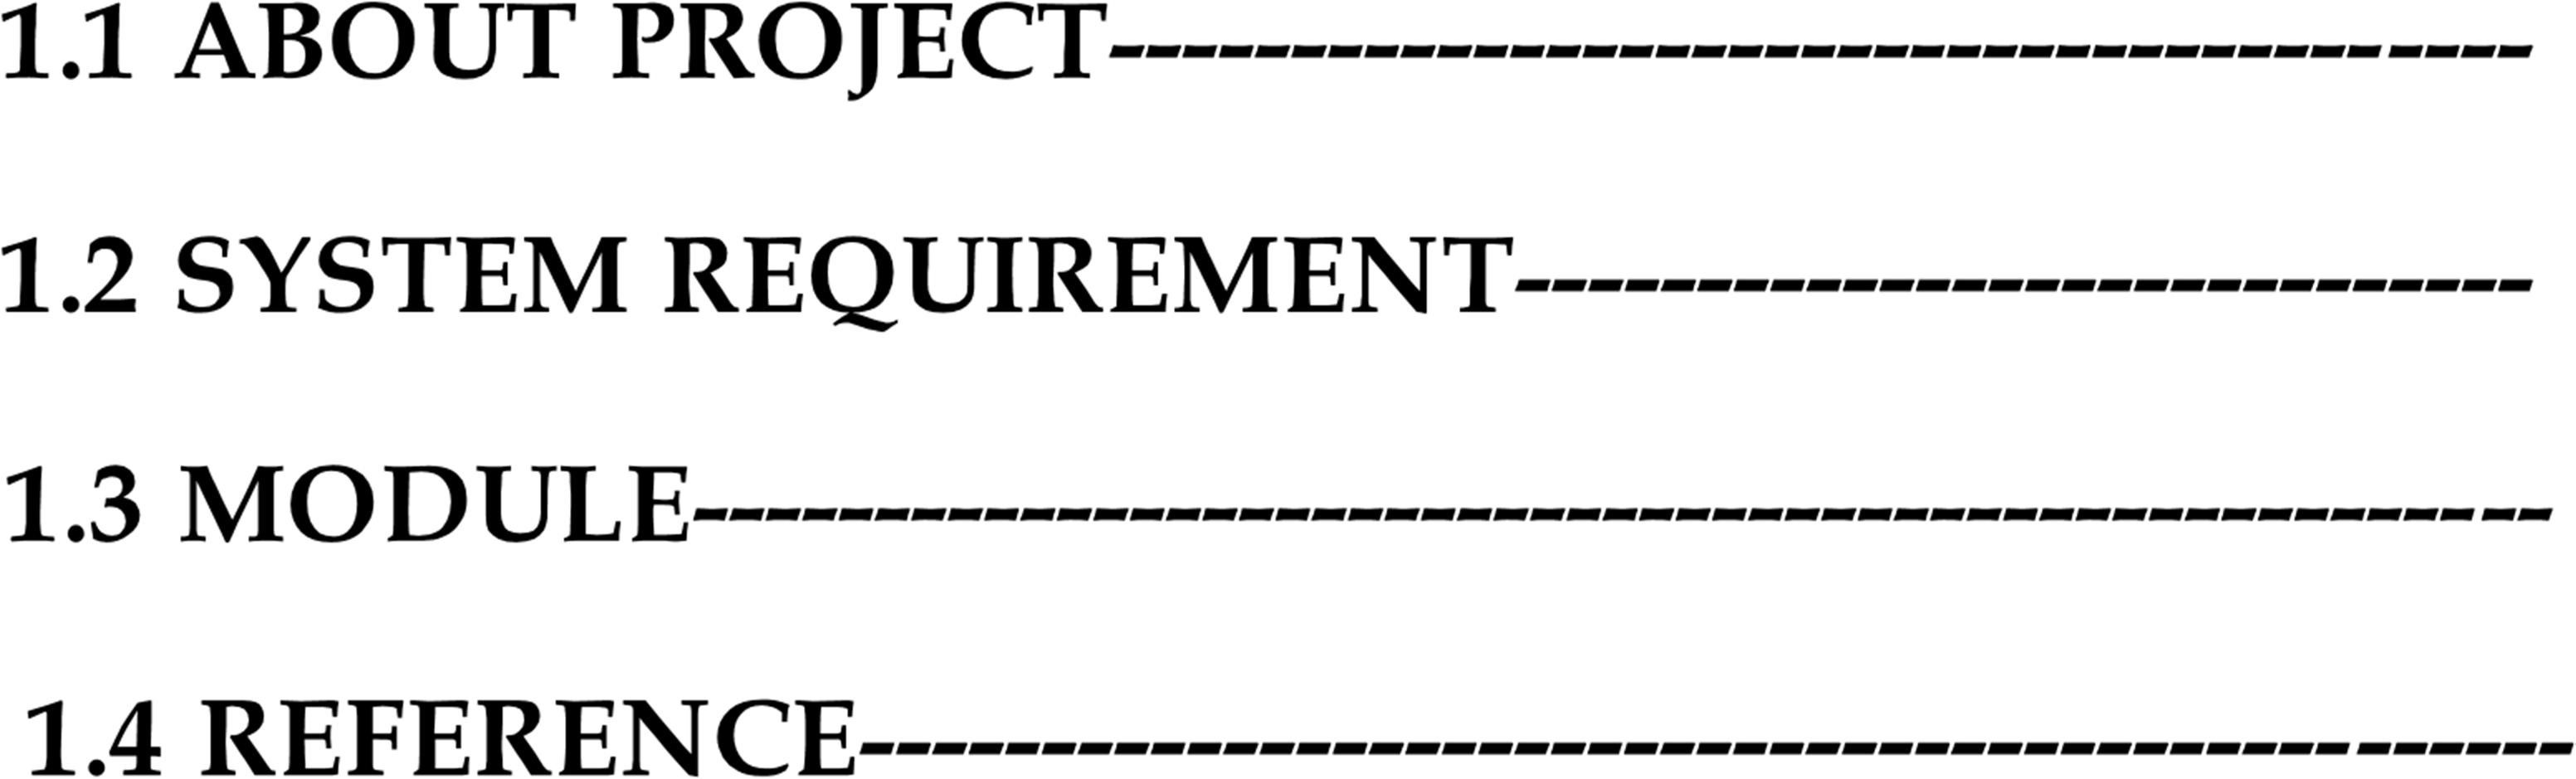 1.1 ABOUT PROJECT---------------------------------------
1.2 SYSTEM REQUIREMENT----------------------------
1.3 MODULE---------------------------------------------------
1.4 REFERENCE-----------------------------------------------